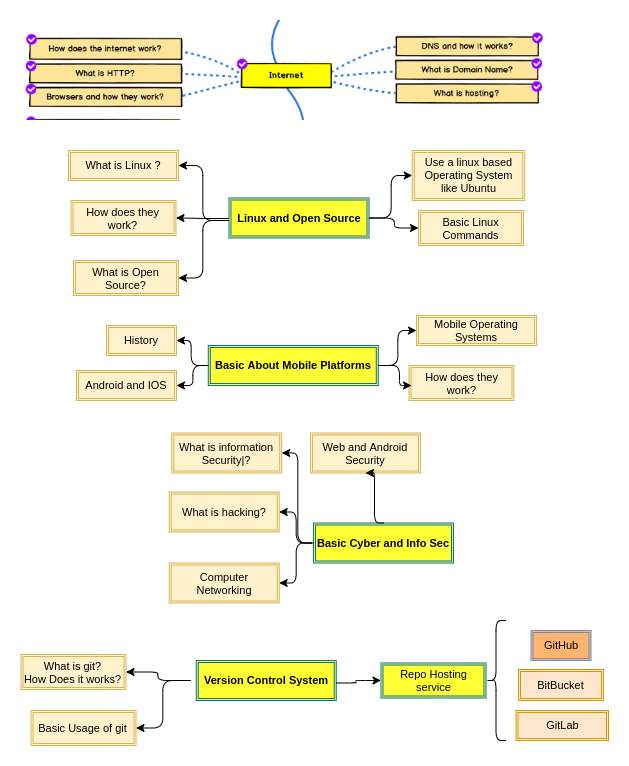 How does the internet work?
What is HTTP?
Browsers and how they work?
Internet
DNS and how it works?
What is Domain Name?
What is hosting?
What is Linux ?
How does they
work?
What is Open
Source?
Linux and Open Source
Use a linux based
Operating System
like Ubuntu
Basic Linux
Commands
History
Android and IOS
Basic About Mobile Platforms
Mobile Operating
Systems
How does they
work?
What is information
Security|?
What is hacking?
Computer
Networking
Web and Android
Security
Basic Cyber and Info Sec
What is git?
How Does it works?
Basic Usage of git
Version Control System
Repo Hosting
service
GitHub
BitBucket
GitLab